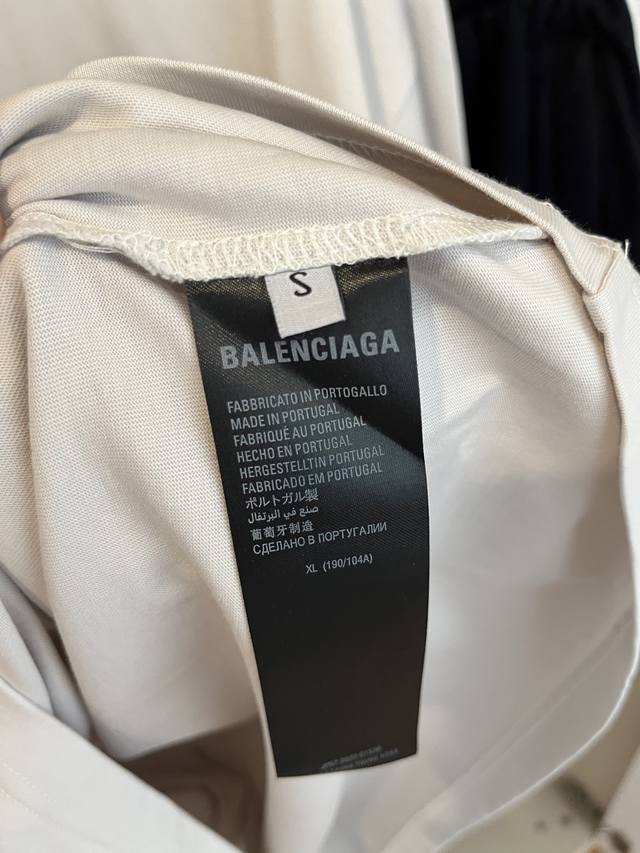 S
BALENCIAGA
FABBRICATO IN PORTOGALLO
MADE IN PORTUGAL
FABRIQUÉ AU PORTUGAL
HECHO EN PORTUGAL
HERGESTELLTIN PORTUGAL
FABRICADO EM PORTUGAL
ポルトガル製
صنع في البرتغال
葡萄牙制造
СДЕЛАНО В ПОРТУГАЛИИ
XL (190/104A)